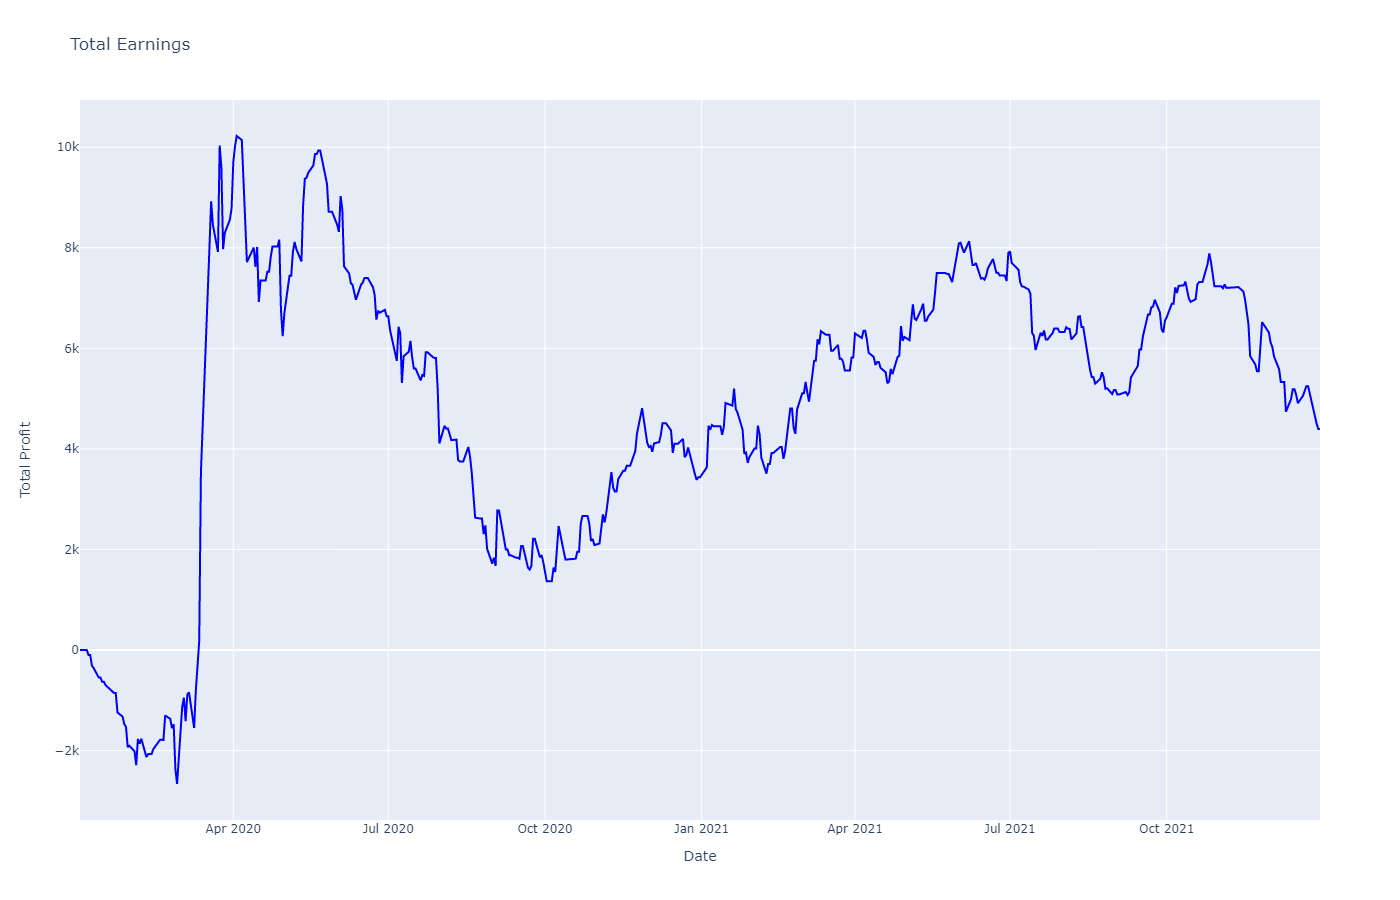 Total Earnings
10k
8k
6k
4k
2k
0
−2k
Total Profit
Apr 2020
Jul 2020
Oct 2020
Jan 2021
Apr 2021
Jul 2021
Oct 2021
Date